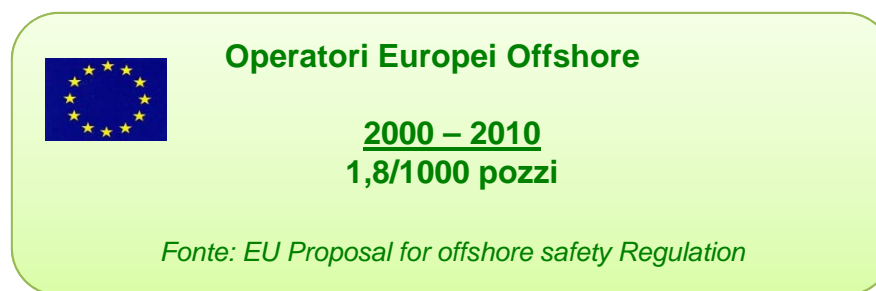 Operatori Europei Offshore
2000 – 2010
1,8/1000 pozzi
Fonte: EU Proposal for offshore safety Regulation